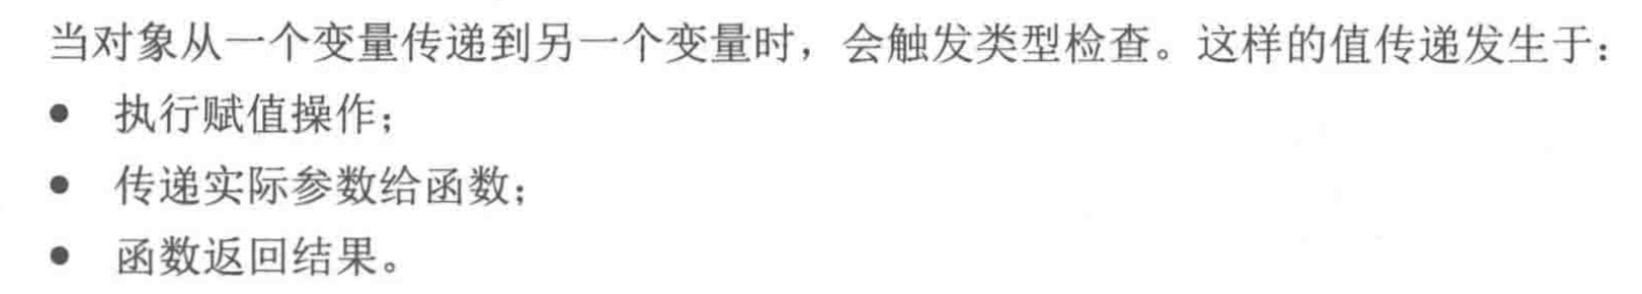 当对象从一个变量传递到另一个变量时，会触发类型检查。这样的值传递发生于：
● 执行赋值操作；
● 传递实际参数给函数；
● 函数返回结果。